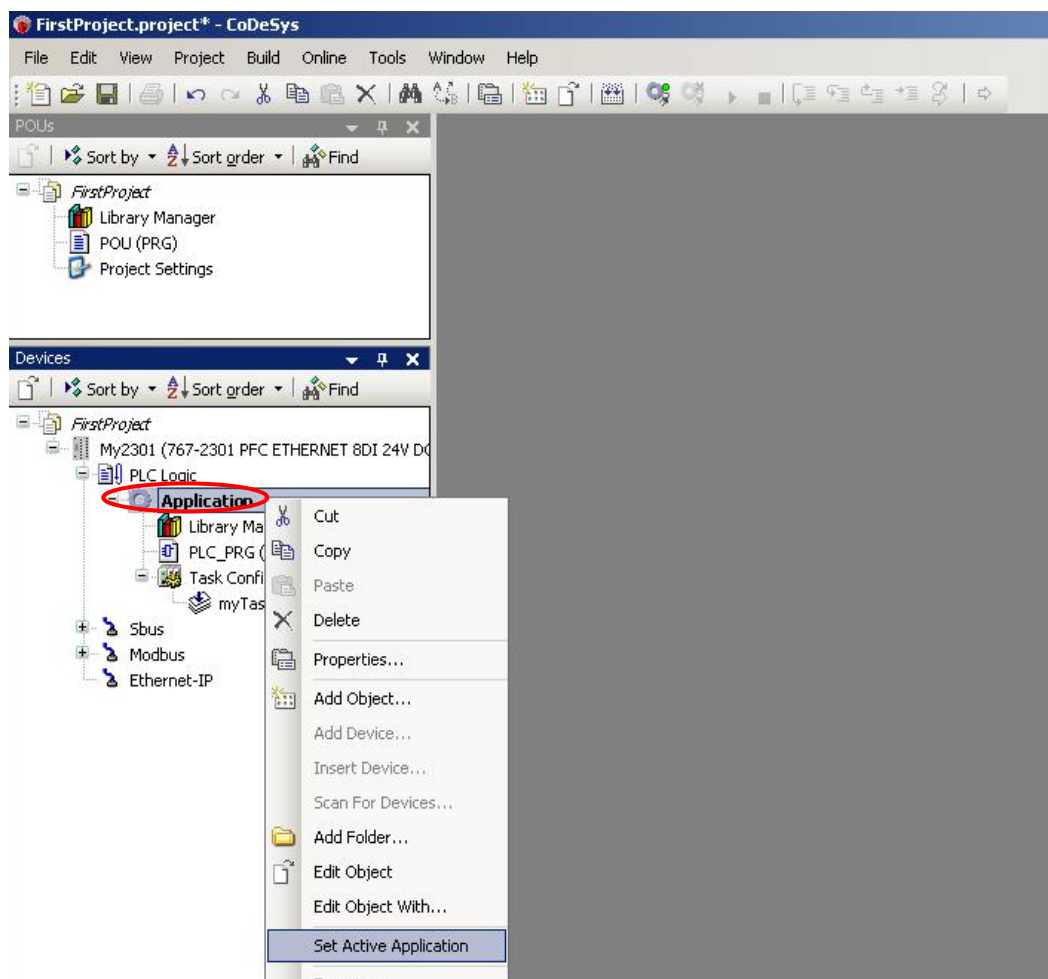 FirstProject.project* - CoDeSys
File Edit View Project Build Online Tools Window Help
POUs
Sort by Sort order Find
FirstProject
Library Manager
POU (PRG)
Project Settings
Devices
Sort by Sort order Find
FirstProject
My2301 (767-2301 PFC ETHERNET 8DI 24V DC
PLC Logic
Application
Library Ma
PLC_PRG (
Task Confi
myTas
Sbus
Modbus
Ethernet-IP
Cut
Copy
Paste
Delete
Properties...
Add Object...
Add Device...
Insert Device...
Scan For Devices...
Add Folder...
Edit Object
Edit Object With...
Set Active Application